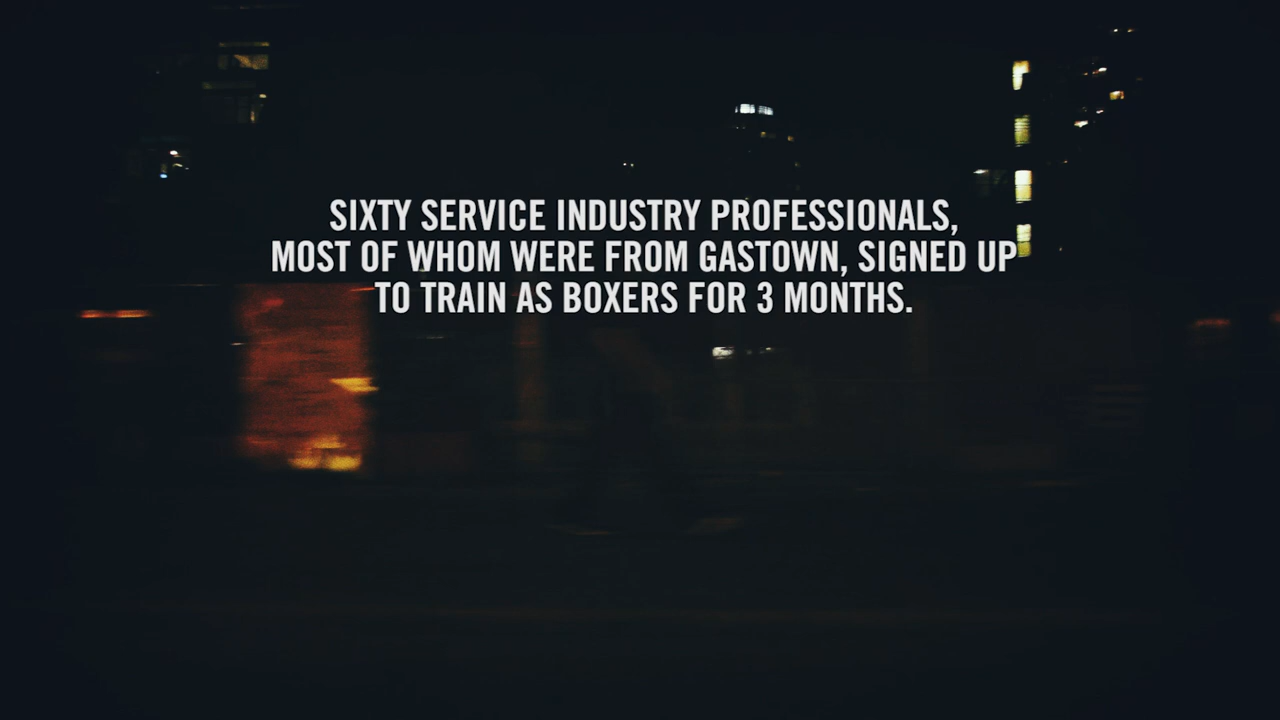 SIXTY SERVICE INDUSTRY PROFESSIONALS,
MOST OF WHOM WERE FROM GASTOWN, SIGNED UP
TO TRAIN AS BOXERS FOR 3 MONTHS.